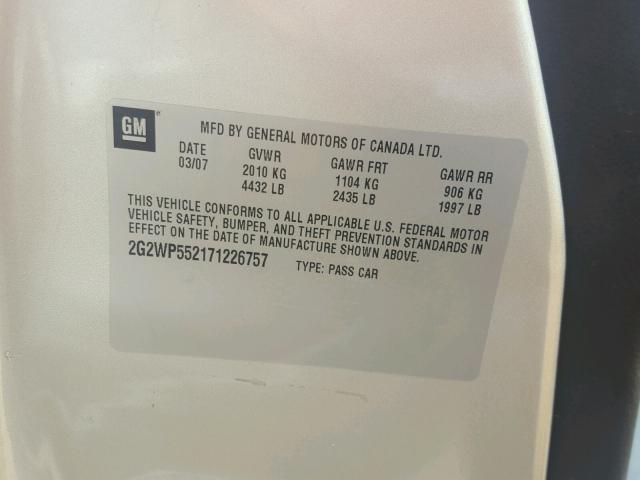 GM
MFD BY GENERAL MOTORS OF CANADA LTD.
DATE GVWR GAWR FRT GAWR RR
03/07 2010 KG 1104 KG 906 KG
4432 LB 2435 LB 1997 LB
THIS VEHICLE CONFORMS TO ALL APPLICABLE U.S. FEDERAL MOTOR
VEHICLE SAFETY, BUMPER, AND THEFT PREVENTION STANDARDS IN
EFFECT ON THE DATE OF MANUFACTURE SHOWN ABOVE.
2G2WP552171226757 TYPE: PASS CAR